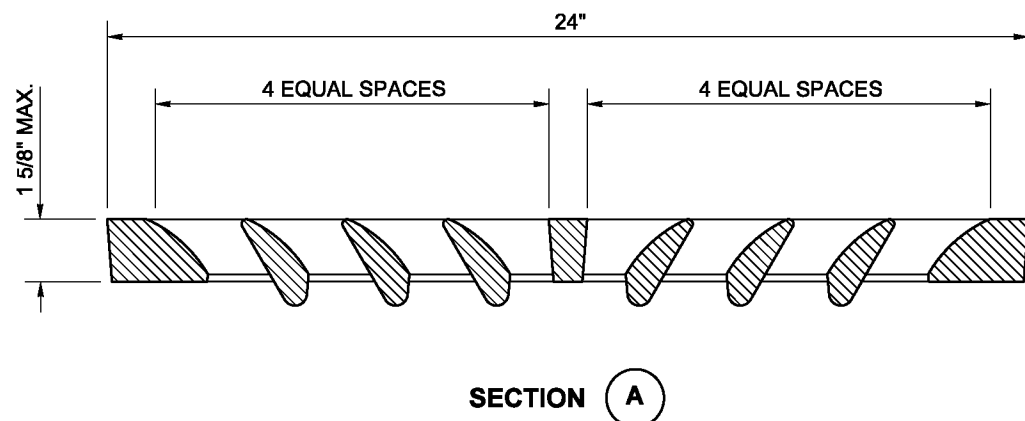 24"
4 EQUAL SPACES
4 EQUAL SPACES
1 5/8" MAX.
SECTION A